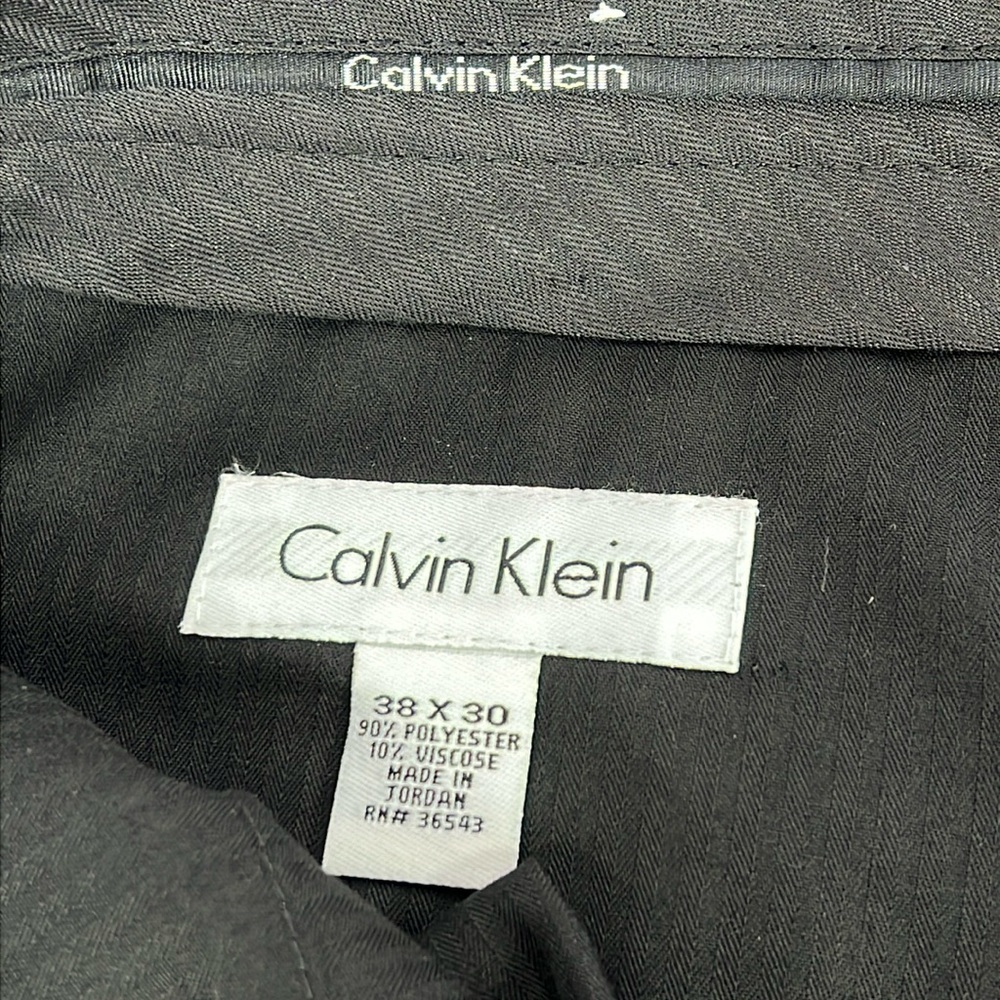 Calvin Klein
Calvin Klein
38 X 30
90% POLYESTER
10% VISCOSE
MADE IN
JORDAN
RN# 36543